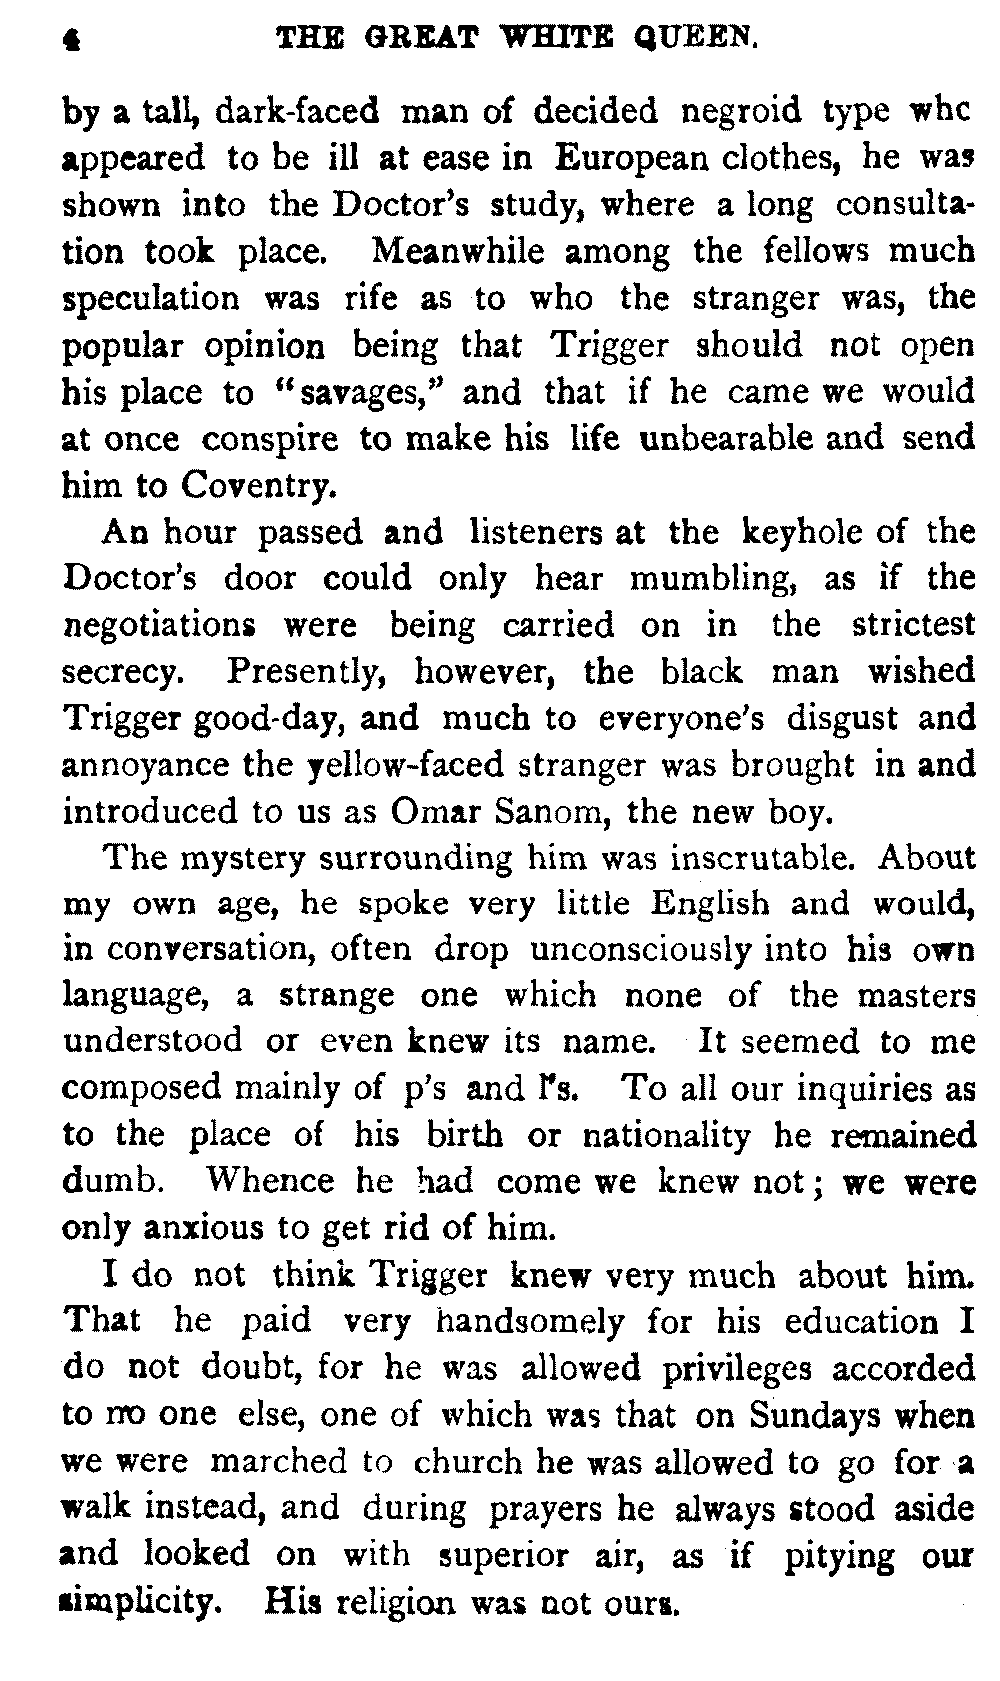 4 THE GREAT WHITE QUEEN.
by a tall, dark-faced man of decided negroid type whc
appeared to be ill at ease in European clothes, he was
shown into the Doctor's study, where a long consulta-
tion took place. Meanwhile among the fellows much
speculation was rife as to who the stranger was, the
popular opinion being that Trigger should not open
his place to "savages," and that if he came we would
at once conspire to make his life unbearable and send
him to Coventry.
An hour passed and listeners at the keyhole of the
Doctor's door could only hear mumbling, as if the
negotiations were being carried on in the strictest
secrecy. Presently, however, the black man wished
Trigger good-day, and much to everyone's disgust and
annoyance the yellow-faced stranger was brought in and
introduced to us as Omar Sanom, the new boy.
The mystery surrounding him was inscrutable. About
my own age, he spoke very little English and would,
in conversation, often drop unconsciously into his own
language, a strange one which none of the masters
understood or even knew its name. It seemed to me
composed mainly of p's and l's. To all our inquiries as
to the place of his birth or nationality he remained
dumb. Whence he had come we knew not; we were
only anxious to get rid of him.
I do not think Trigger knew very much about him.
That he paid very handsomely for his education I
do not doubt, for he was allowed privileges accorded
to no one else, one of which was that on Sundays when
we were marched to church he was allowed to go for a
walk instead, and during prayers he always stood aside
and looked on with superior air, as if pitying our
simplicity. His religion was not ours.